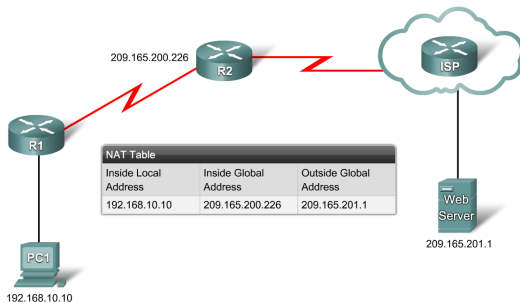 209.165.200.226
R2
ISP
R1
NAT Table
Inside Local Address
Inside Global Address
Outside Global Address
192.168.10.10
209.165.200.226
209.165.201.1
Web
Server
209.165.201.1
PC1
192.168.10.10